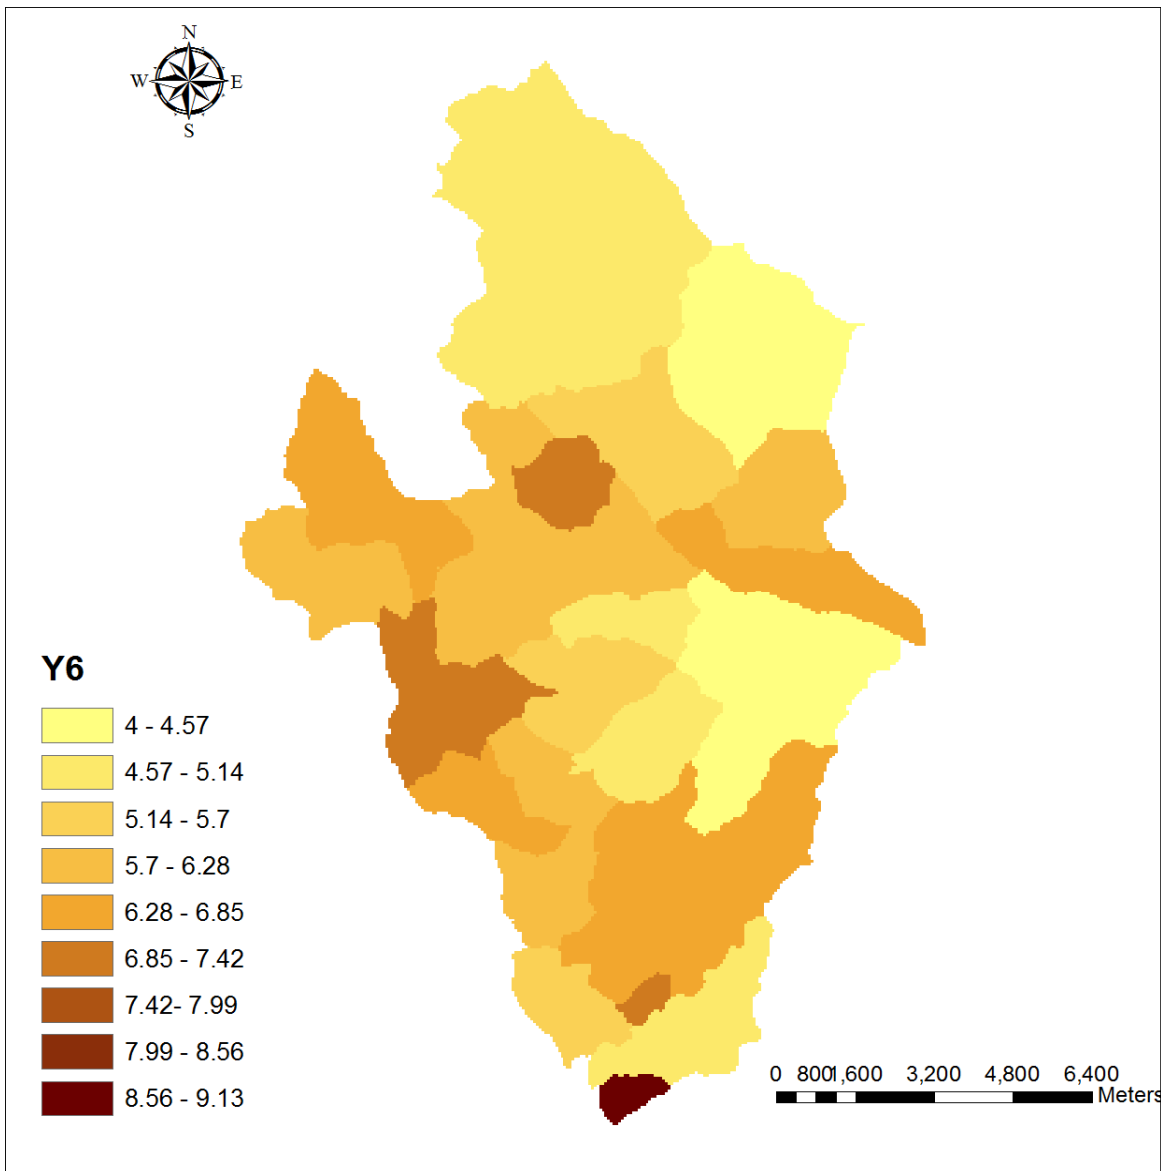 N
W E
S
Y6
4 - 4.57
4.57 - 5.14
5.14 - 5.7
5.7 - 6.28
6.28 - 6.85
6.85 - 7.42
7.42- 7.99
7.99 - 8.56
8.56 - 9.13
0 800 1,600 3,200 4,800 6,400
Meters